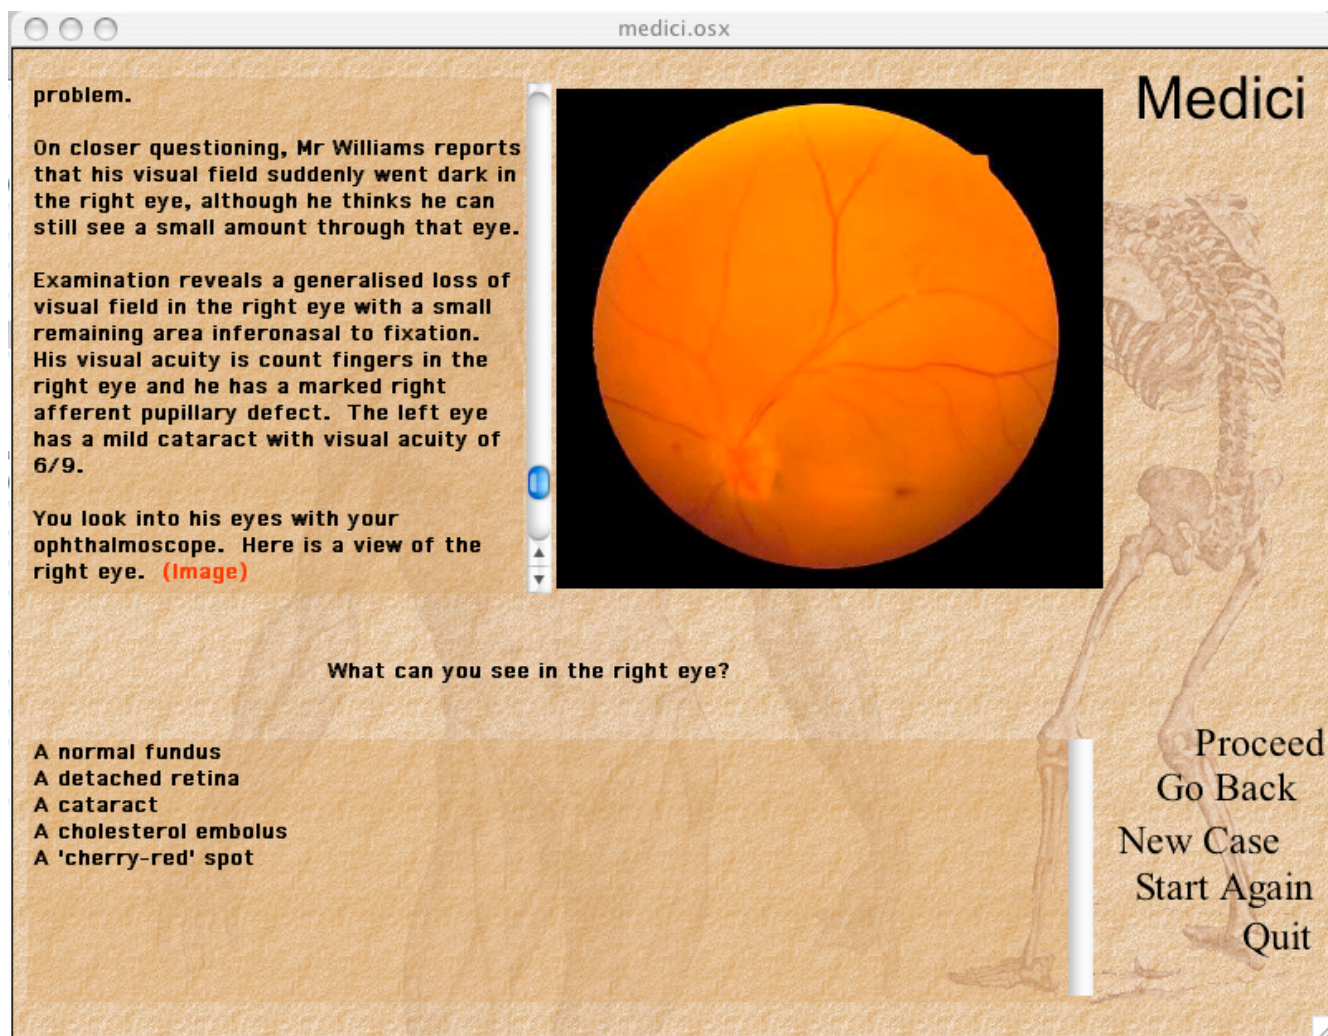 medici.osx
Medici
problem.
On closer questioning, Mr Williams reports
that his visual field suddenly went dark in
the right eye, although he thinks he can
still see a small amount through that eye.
Examination reveals a generalised loss of
visual field in the right eye with a small
remaining area inferonasal to fixation.
His visual acuity is count fingers in the
right eye and he has a marked right
afferent pupillary defect. The left eye
has a mild cataract with visual acuity of
6/9.
You look into his eyes with your
ophthalmoscope. Here is a view of the
right eye. (Image)
What can you see in the right eye?
A normal fundus
A detached retina
A cataract
A cholesterol embolus
A 'cherry-red' spot
Proceed
Go Back
New Case
Start Again
Quit